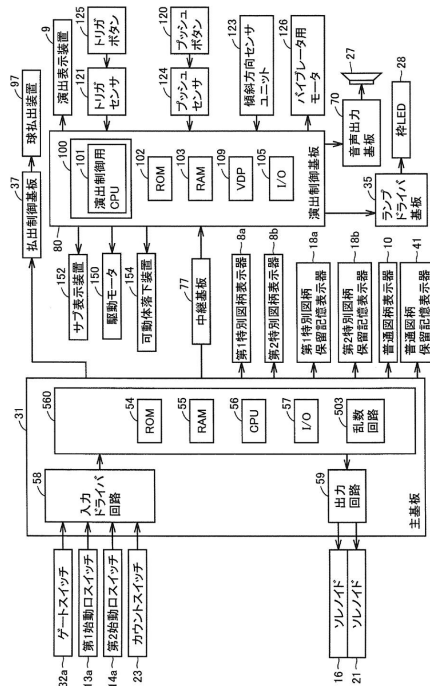 ゲートスイッチ
32a
第1始動口スイッチ
13a
第2始動口スイッチ
14a
カウントスイッチ
23
ソレノイド
16
ソレノイド
21
31
58
入力
ドライバ
回路
560
54
ROM
55
RAM
56
CPU
57
I/O
503
乱数
回路
59
出力
回路
主基板
37
払出制御基板
97
球払出装置
152
サブ表示装置
150
駆動モータ
154
可動体落下装置
77
中継基板
第1特別図柄表示器
8a
第2特別図柄表示器
8b
第1特別図柄
保留記憶表示器
18a
第2特別図柄
保留記憶表示器
18b
普通図柄表示器
10
普通図柄
保留記憶表示器
41
80
100
101
演出制御用
CPU
102
ROM
103
RAM
109
VDP
105
I/O
演出制御基板
9
演出表示装置
125
トリガ
ボタン
121
トリガ
センサ
120
プッシュ
ボタン
124
プッシュ
センサ
123
傾斜方向センサ
ユニット
126
バイブレータ用
モータ
70
音声出力
基板
27
35
ランプ
ドライバ
基板
28
枠LED